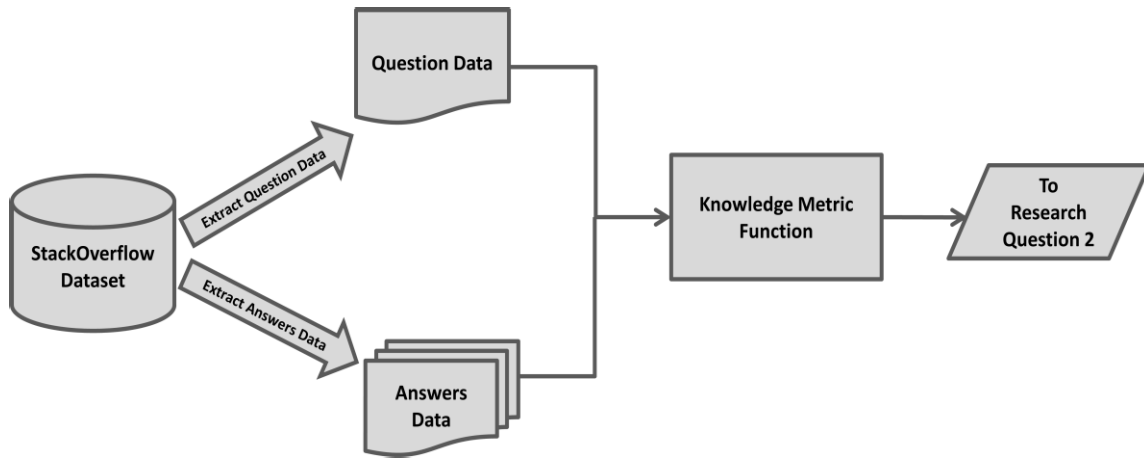 Question Data
Extract Question Data
StackOverflow
Dataset
Extract Answers Data
Answers
Data
Knowledge Metric
Function
To
Research
Question 2